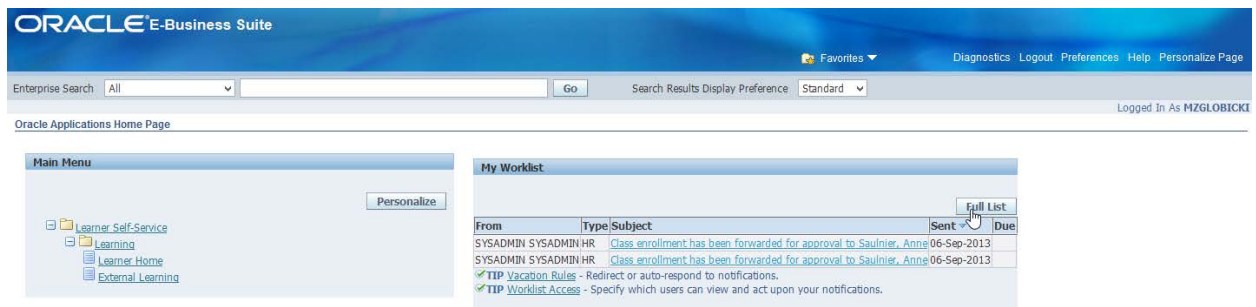 ORACLE® E-Business Suite
Favorites Diagnostics Logout Preferences Help Personalize Page
Enterprise Search All Go Search Results Display Preference Standard
Logged In As MZGLOBICKI
Oracle Applications Home Page
Main Menu
Personalize
Learner Self-Service
Learning
Learner Home
External Learning
My Worklist
Full List
From Type Subject Sent Due
SYSADMIN SYSADMIN HR Class enrollment has been forwarded for approval to Saulnier, Anne 06-Sep-2013
SYSADMIN SYSADMIN HR Class enrollment has been forwarded for approval to Saulnier, Anne 06-Sep-2013
TIP Vacation Rules - Redirect or auto-respond to notifications.
TIP Worklist Access - Specify which users can view and act upon your notifications.